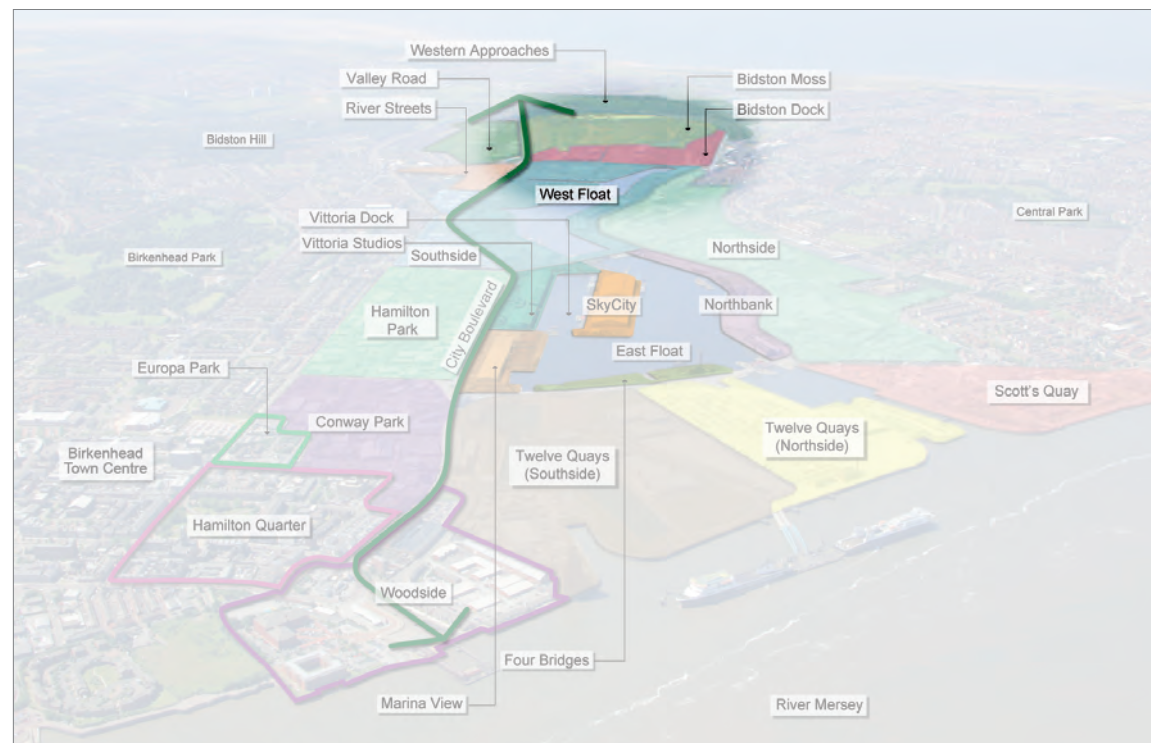 Western Approaches
Valley Road
Bidston Moss
River Streets
Bidston Dock
Bidston Hill
West Float
Vittoria Dock
Central Park
Vittoria Studios
Southside
Northside
Birkenhead Park
City Boulevard
SkyCity
Northbank
Hamilton
Park
East Float
Europa Park
Scott's Quay
Conway Park
Twelve Quays
(Northside)
Birkenhead
Town Centre
Twelve Quays
(Southside)
Hamilton Quarter
Woodside
Four Bridges
Marina View
River Mersey